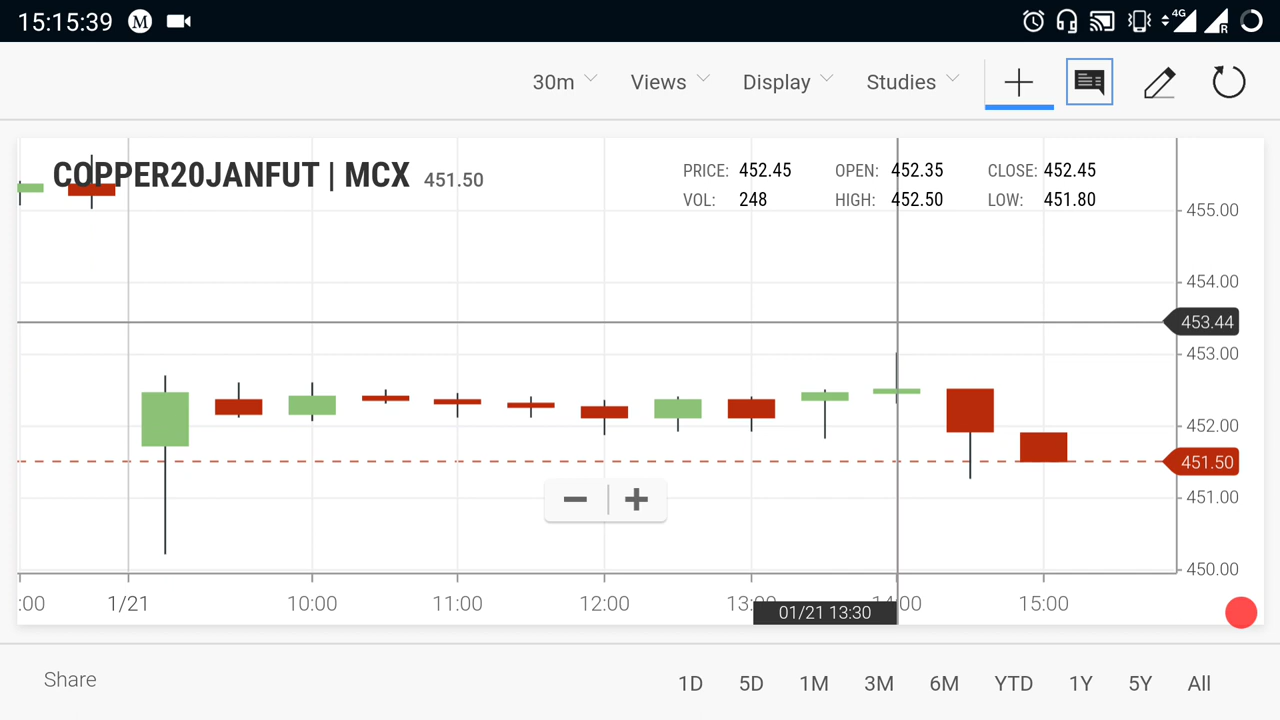 15:15:39 M 4G R
30m Views Display Studies
COPPER20JANFUT | MCX 451.50
PRICE: 452.45 OPEN: 452.35 CLOSE: 452.45
VOL: 248 HIGH: 452.50 LOW: 451.80
455.00
454.00
453.44
453.00
452.00
451.50
451.00
450.00
:00 1/21 10:00 11:00 12:00 13:00 14:00 15:00
01/21 13:30
Share 1D 5D 1M 3M 6M YTD 1Y 5Y All